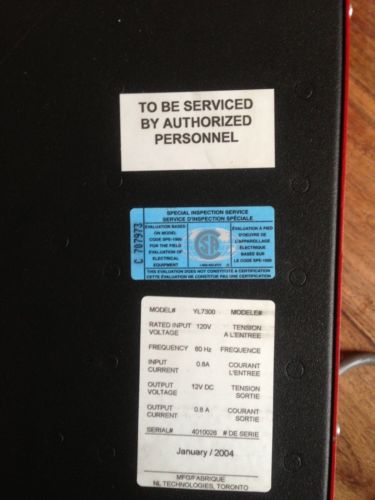 TO BE SERVICED
BY AUTHORIZED
PERSONNEL
SPECIAL INSPECTION SERVICE
SERVICE D'INSPECTION SPÉCIALE
C 707973
EVALUATION BASED
ON MODEL
CODE SPE-1000
FOR THE FIELD
EVALUATION OF
ELECTRICAL
EQUIPMENT
ÉVALUATION À PIED
D'OEUVRE DE
L'APPAREILLAGE
ÉLECTRIQUE
BASÉE SUR
LE CODE SPE-1000
THIS EVALUATION DOES NOT CONSTITUTE A CERTIFICATION
CETTE ÉVALUATION NE CONSTITUE PAS UNE CERTIFICATION
MODEL# YL7300 MODELE#
RATED INPUT 120V TENSION
VOLTAGE A L'ENTREE
FREQUENCY 60 Hz FREQUENCE
INPUT 0.8A COURANT
CURRENT L'ENTREE
OUTPUT 12V DC TENSION
VOLTAGE SORTIE
OUTPUT 0.6 A COURANT
CURRENT SORTIE
SERIAL# 4010026 # DE SERIE
January / 2004
MFG/FABRIQUE
NL TECHNOLOGIES, TORONTO